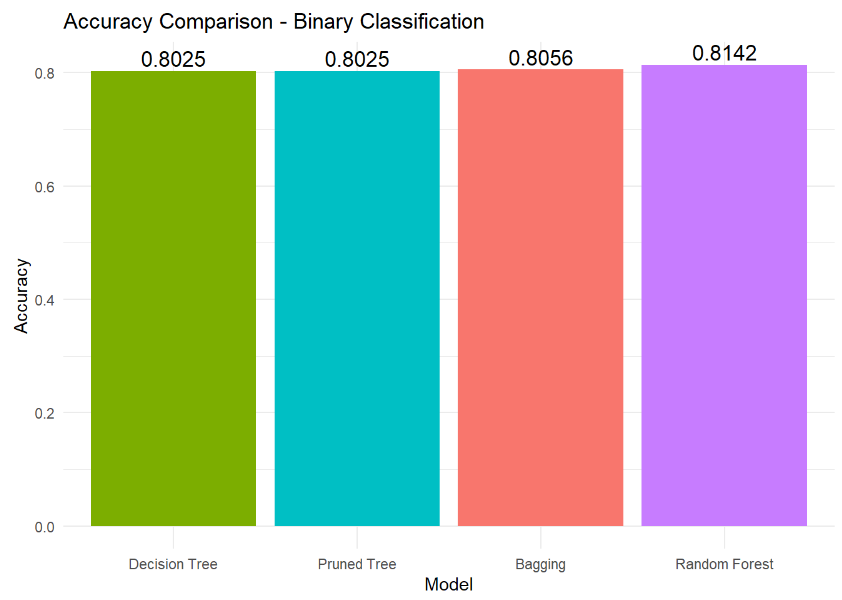 Accuracy Comparison - Binary Classification
0.8025
0.8025
0.8056
0.8142
0.8
0.6
0.4
0.2
0.0
Accuracy
Decision Tree
Pruned Tree
Bagging
Random Forest
Model